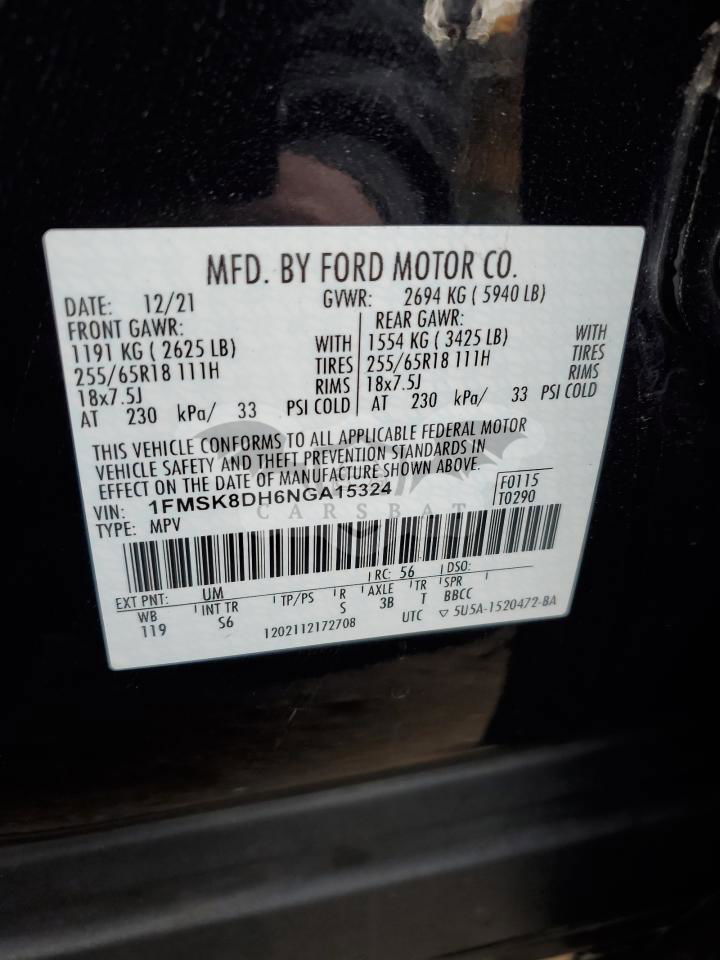 MFD. BY FORD MOTOR CO.
DATE: 12/21 GVWR: 2694 KG ( 5940 LB)
FRONT GAWR:
1191 KG ( 2625 LB) WITH
255/65R18 111H TIRES
18x7.5J RIMS
AT 230 kPa/ 33 PSI COLD
REAR GAWR:
1554 KG ( 3425 LB) WITH
255/65R18 111H TIRES
18x7.5J RIMS
AT 230 kPa/ 33 PSI COLD
THIS VEHICLE CONFORMS TO ALL APPLICABLE FEDERAL MOTOR
VEHICLE SAFETY AND THEFT PREVENTION STANDARDS IN
EFFECT ON THE DATE OF MANUFACTURE SHOWN ABOVE.
VIN: 1FMSK8DH6NGA15324
TYPE: MPV
F0115
T0290
CARSBAT
EXT PNT: UM RC: 56 DSO:
WB INT TR TP/PS R AXLE TR SPR
119 S6 S 3B T BBCC
1202112172708 UTC ▽ 5U5A-1520472-BA